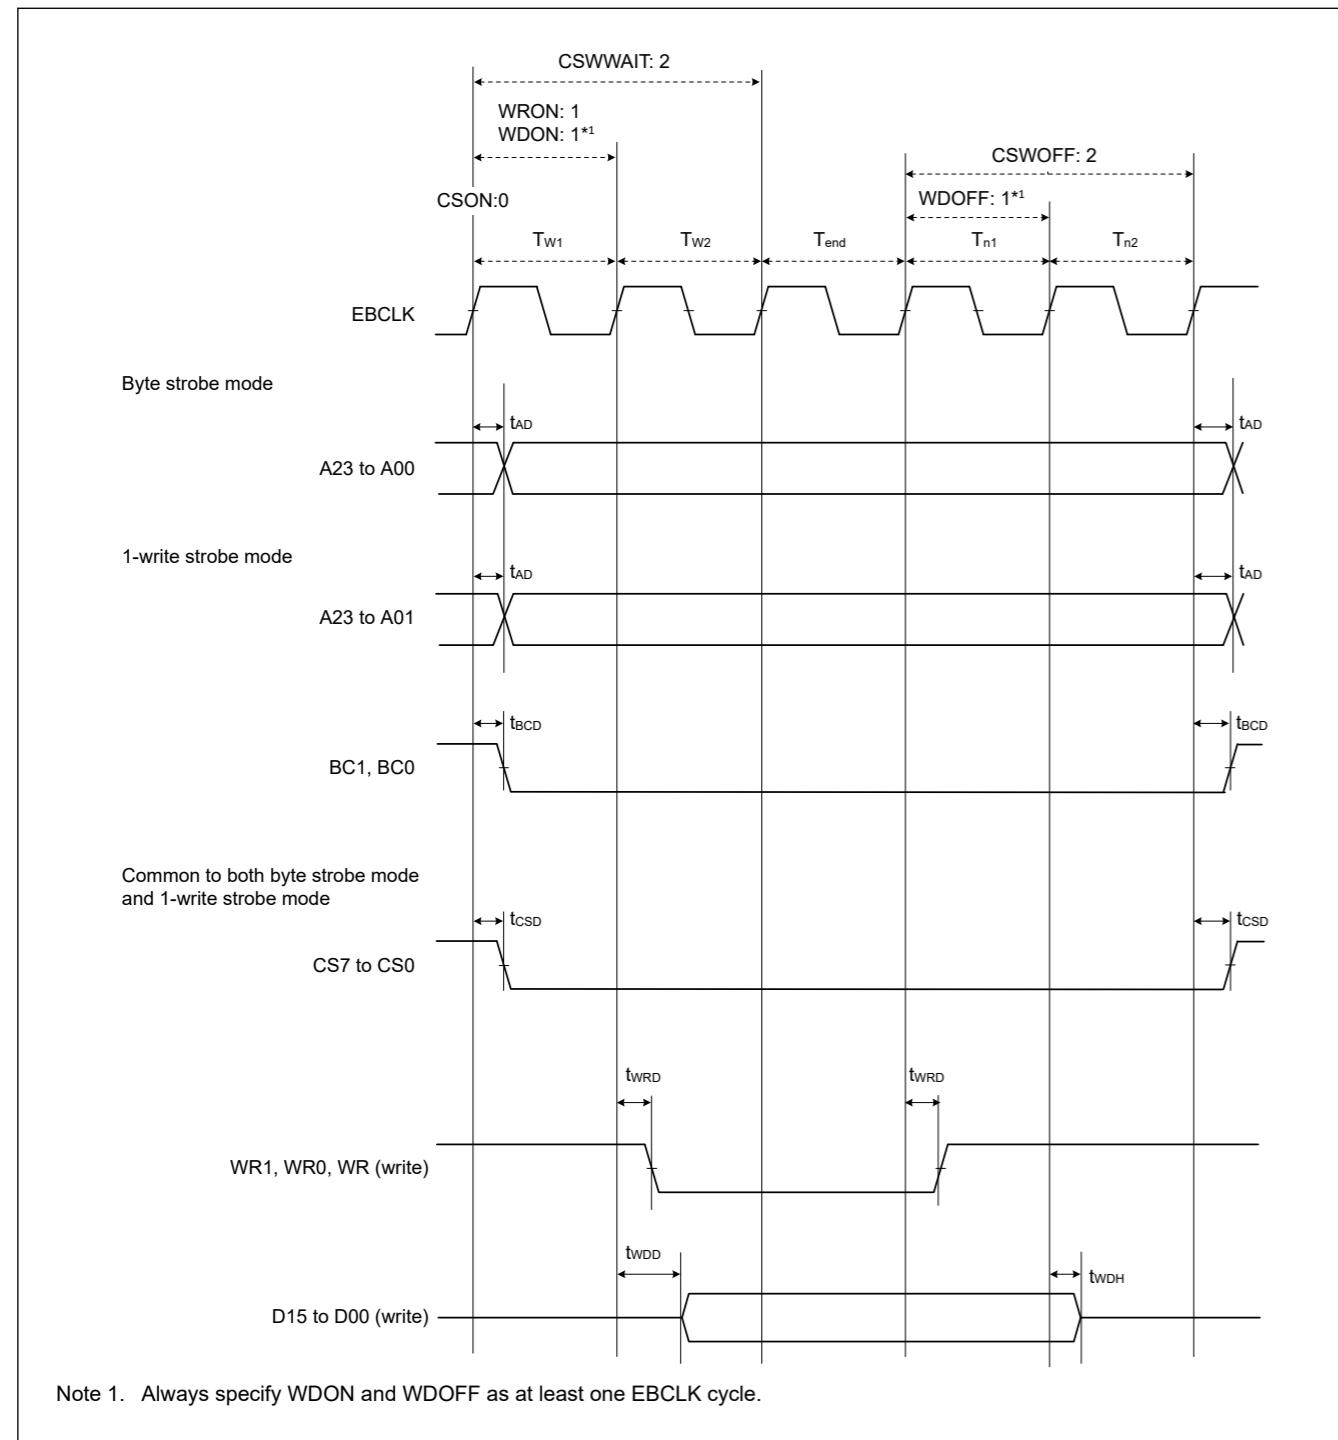 CSWWAIT: 2
WRON: 1
WDON: 1*1
CSWOFF: 2
CSON:0
WDOFF: 1*1
TW1 TW2 Tend Tn1 Tn2
EBCLK
Byte strobe mode
tAD tAD
A23 to A00
1-write strobe mode
tAD tAD
A23 to A01
tBCD tBCD
BC1, BC0
Common to both byte strobe mode
and 1-write strobe mode
tCSD tCSD
CS7 to CS0
tWRD tWRD
WR1, WR0, WR (write)
tWDD tWDH
D15 to D00 (write)
Note 1. Always specify WDON and WDOFF as at least one EBCLK cycle.